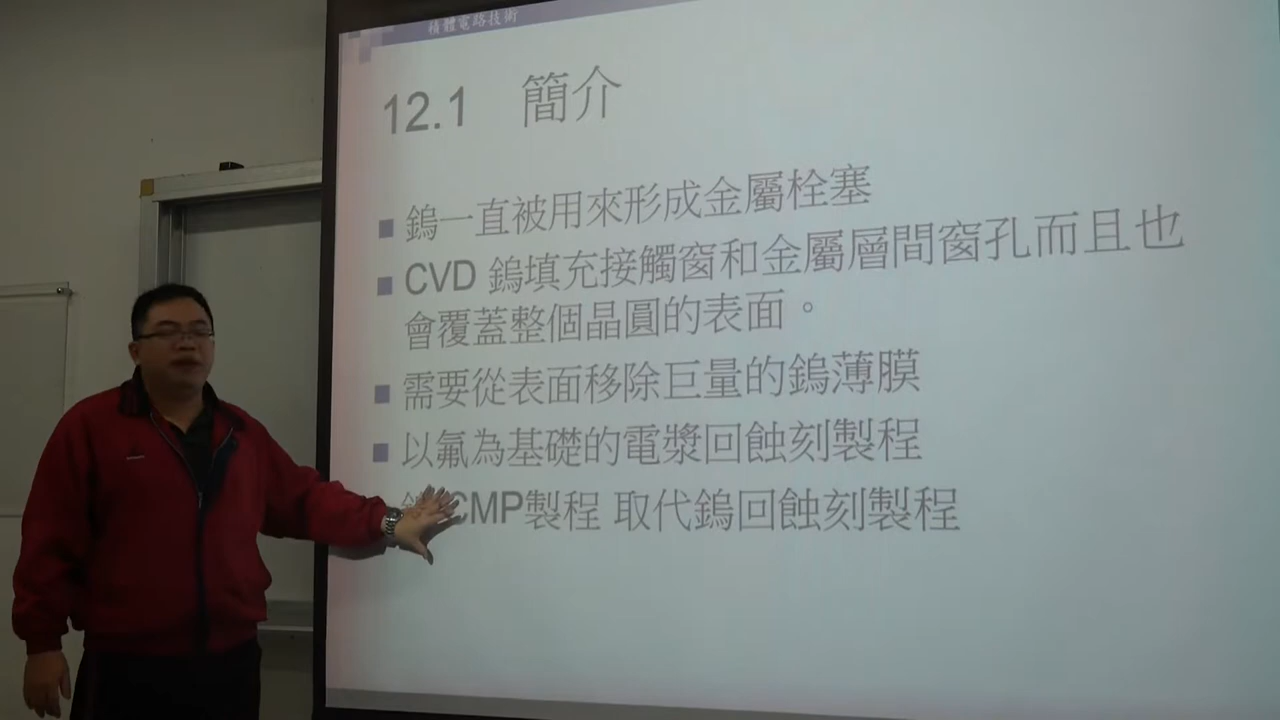 積體電路技術
12.1 簡介
鎢一直被用來形成金屬栓塞
CVD 鎢填充接觸窗和金屬層間窗孔而且也
會覆蓋整個晶圓的表面。
需要從表面移除巨量的鎢薄膜
以氟為基礎的電漿回蝕刻製程
CMP製程 取代鎢回蝕刻製程